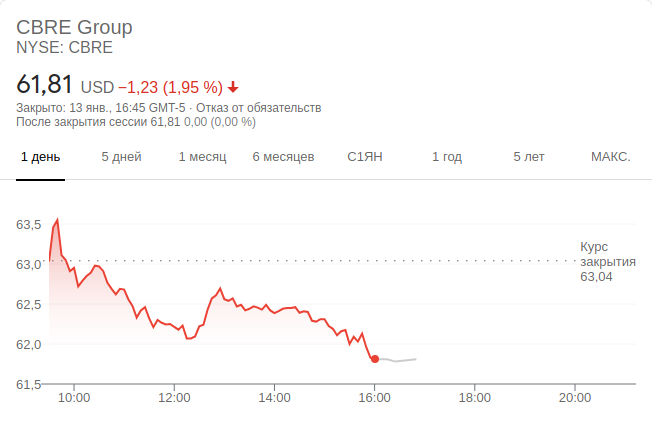 CBRE Group
NYSE: CBRE
61,81 USD −1,23 (1,95 %)
Закрыто: 13 янв., 16:45 GMT-5 · Отказ от обязательств
После закрытия сессии 61,81 0,00 (0,00 %)
1 день 5 дней 1 месяц 6 месяцев С1ЯН 1 год 5 лет МАКС.
63,5
63,0
62,5
62,0
61,5
Курс
закрытия
63,04
10:00 12:00 14:00 16:00 18:00 20:00